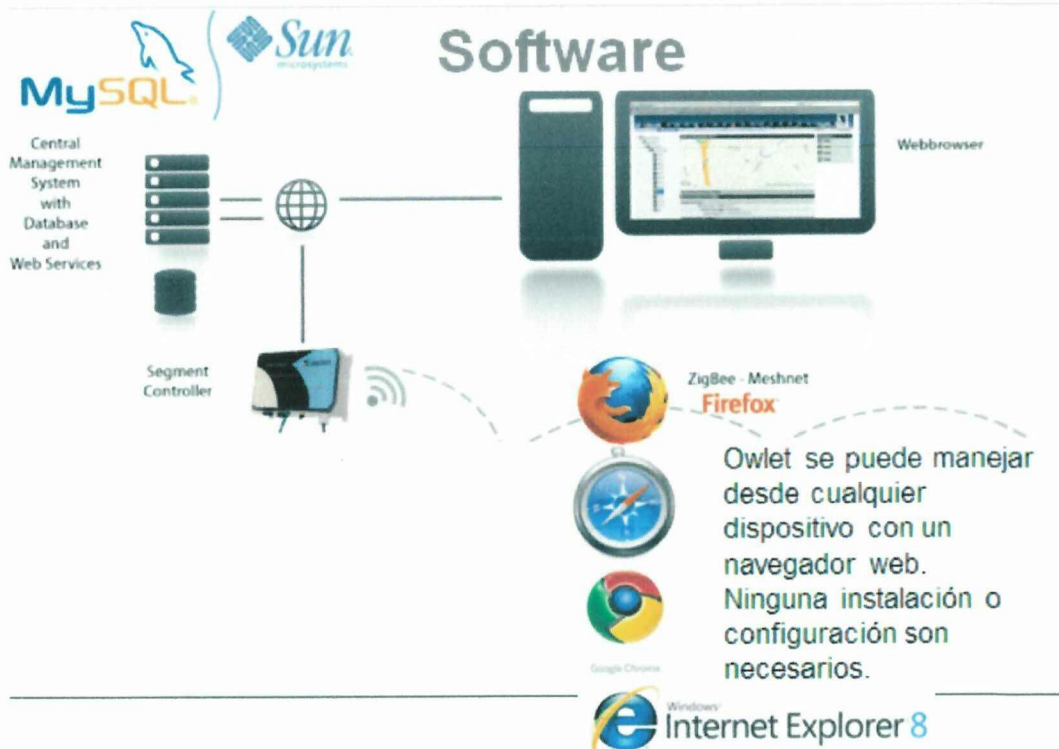 MySQL
Sun
microsystems
Software
Central
Management
System
with
Database
and
Web Services
Webbrowser
Segment
Controller
ZigBee - Meshnet
Firefox
Owlet se puede manejar
desde cualquier
dispositivo con un
navegador web.
Ninguna instalación o
configuración son
necesarios.
Google Chrome
Windows
Internet Explorer 8